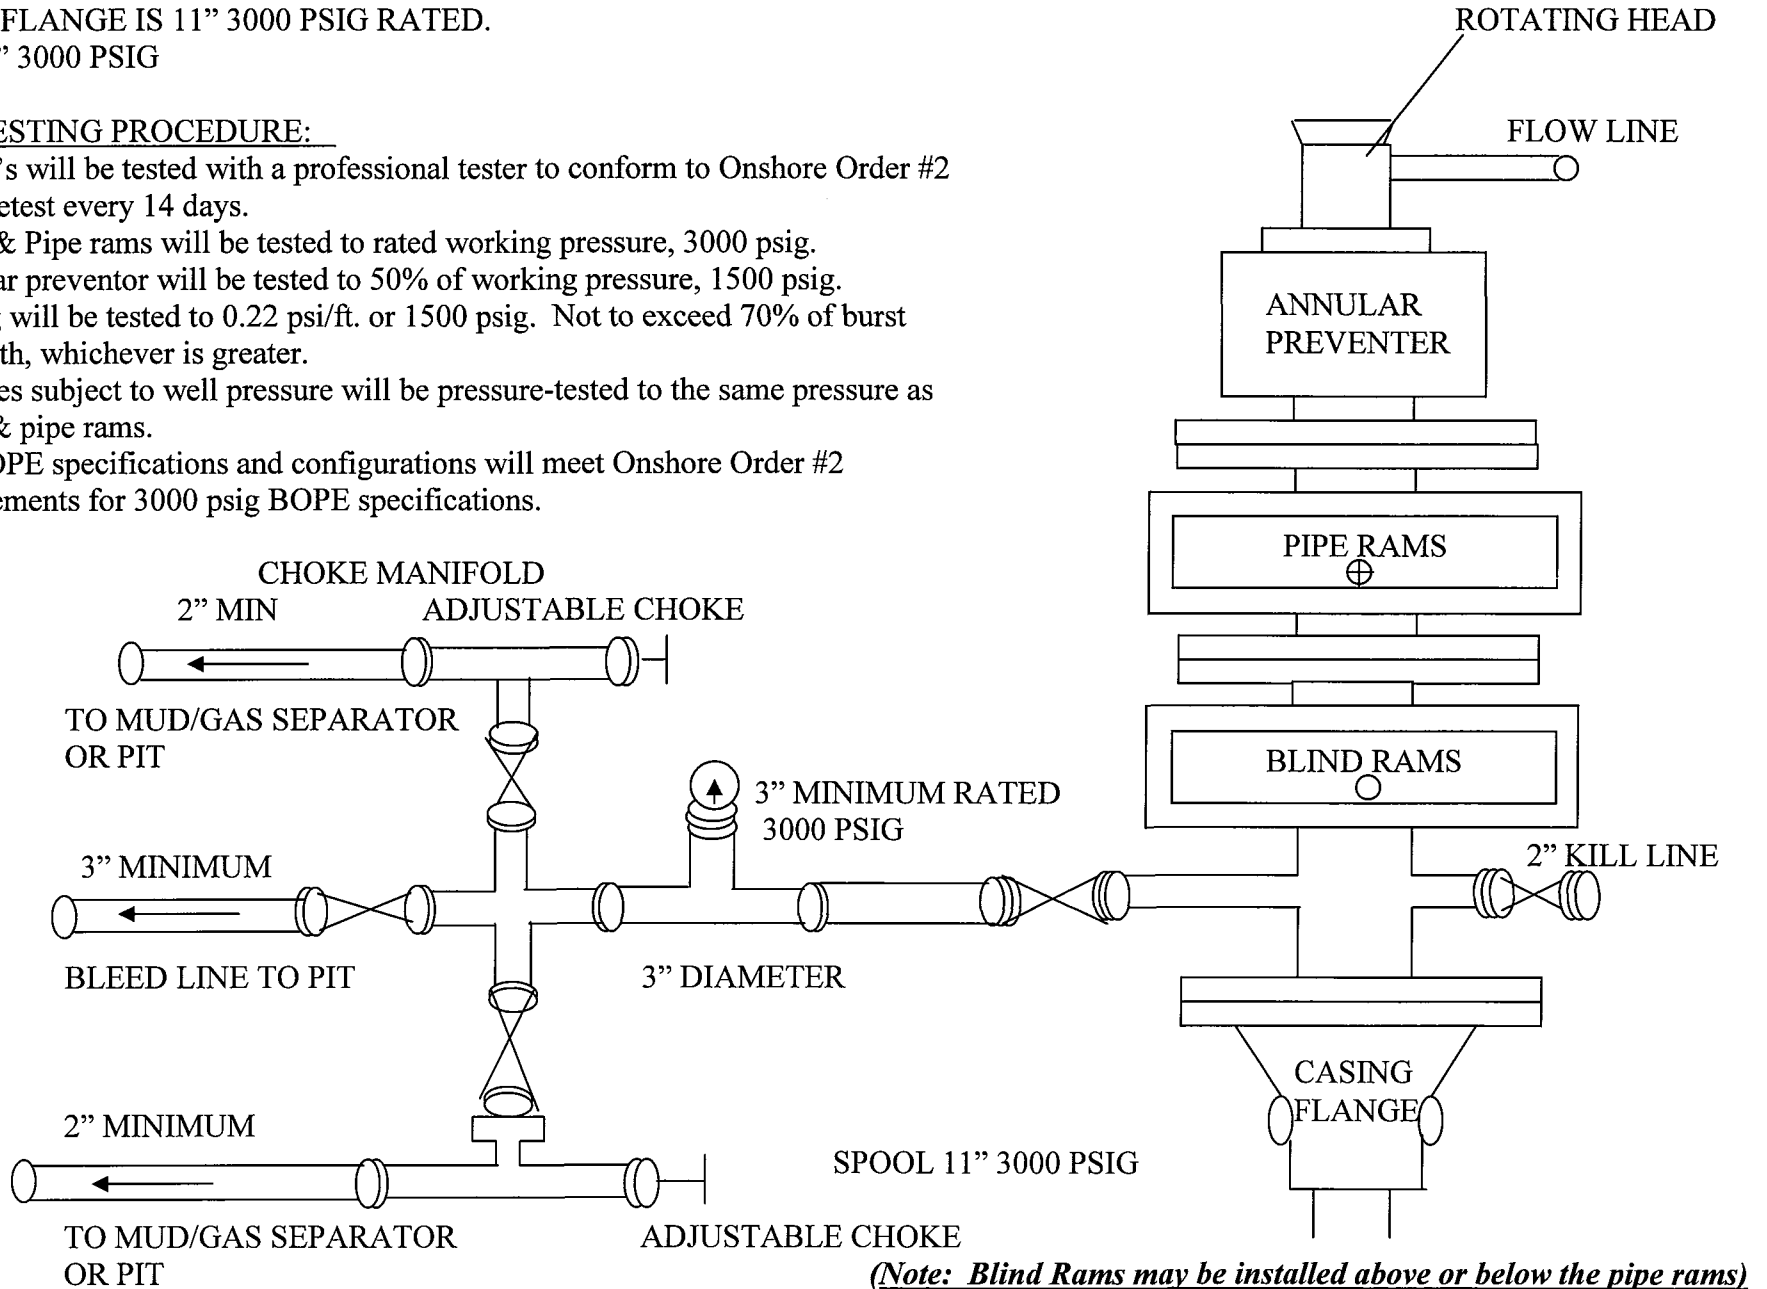 FLANGE IS 11” 3000 PSIG RATED.
” 3000 PSIG
ESTING PROCEDURE:
’s will be tested with a professional tester to conform to Onshore Order #2
etest every 14 days.
& Pipe rams will be tested to rated working pressure, 3000 psig.
ar preventor will be tested to 50% of working pressure, 1500 psig.
will be tested to 0.22 psi/ft. or 1500 psig.  Not to exceed 70% of burst
th, whichever is greater.
es subject to well pressure will be pressure-tested to the same pressure as
& pipe rams.
OPE specifications and configurations will meet Onshore Order #2
ements for 3000 psig BOPE specifications.
ROTATING HEAD
FLOW LINE
ANNULAR
PREVENTER
PIPE RAMS
BLIND RAMS
2” KILL LINE
CASING
FLANGE
CHOKE MANIFOLD
2” MIN
ADJUSTABLE CHOKE
TO MUD/GAS SEPARATOR
OR PIT
3” MINIMUM RATED
3000 PSIG
3” MINIMUM
BLEED LINE TO PIT
3” DIAMETER
2” MINIMUM
SPOOL 11” 3000 PSIG
TO MUD/GAS SEPARATOR
OR PIT
ADJUSTABLE CHOKE
(Note:  Blind Rams may be installed above or below the pipe rams)